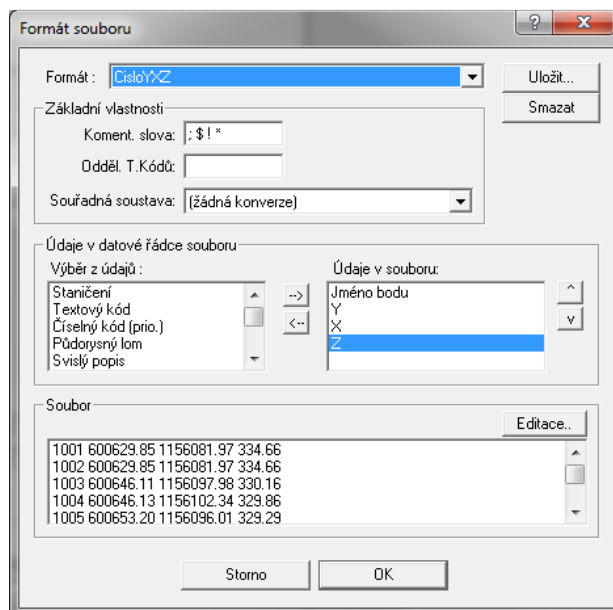 Formát souboru
Formát : CisloYXZ
Uložit...
Smazat
Základní vlastnosti
Koment. slova: ; $ ! *
Odděl. T.Kódů:
Souřadná soustava: (žádná konverze)
Údaje v datové řádce souboru
Výběr z údajů :
Údaje v souboru:
Staničení
Textový kód
Číselný kód (prio.)
Půdorysný lom
Svislý popis
-->
<--
Jméno bodu
Y
X
Z
^
v
Soubor
Editace..
1001 600629.85 1156081.97 334.66
1002 600629.85 1156081.97 334.66
1003 600646.11 1156097.98 330.16
1004 600646.13 1156102.34 329.86
1005 600653.20 1156096.01 329.29
Storno
OK